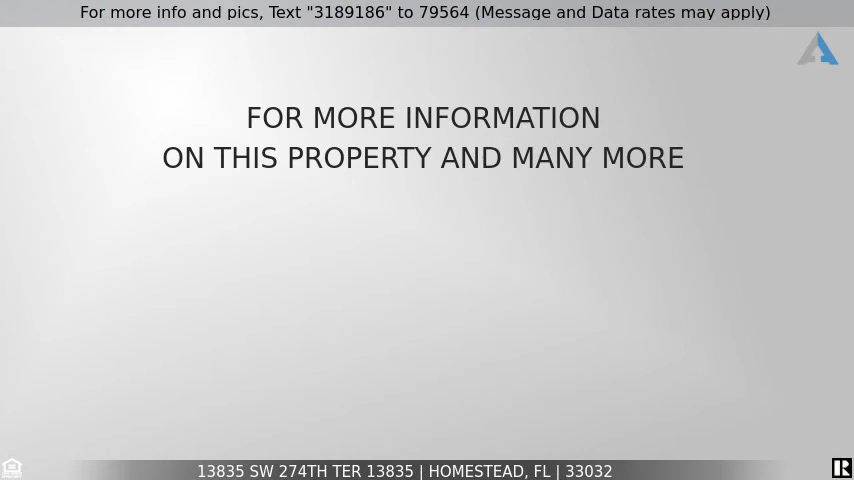 For more info and pics, Text "3189186" to 79564 (Message and Data rates may apply)
FOR MORE INFORMATION
ON THIS PROPERTY AND MANY MORE
13835 SW 274TH TER 13835 | HOMESTEAD, FL | 33032